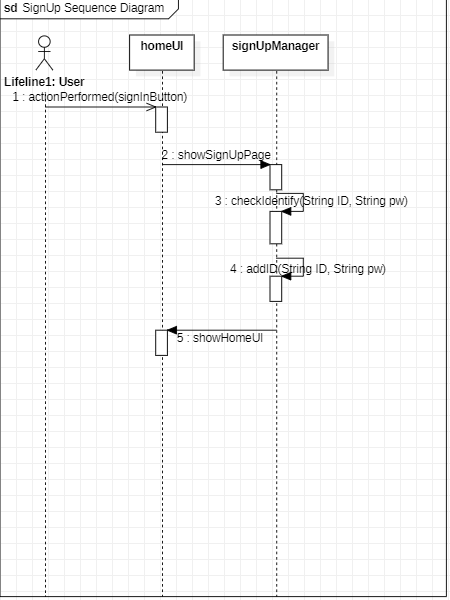 sd SignUp Sequence Diagram
homeUI
signUpManager
Lifeline1: User
1 : actionPerformed(signInButton)
2 : showSignUpPage
3 : checkIdentify(String ID, String pw)
4 : addID(String ID, String pw)
5 : showHomeUI